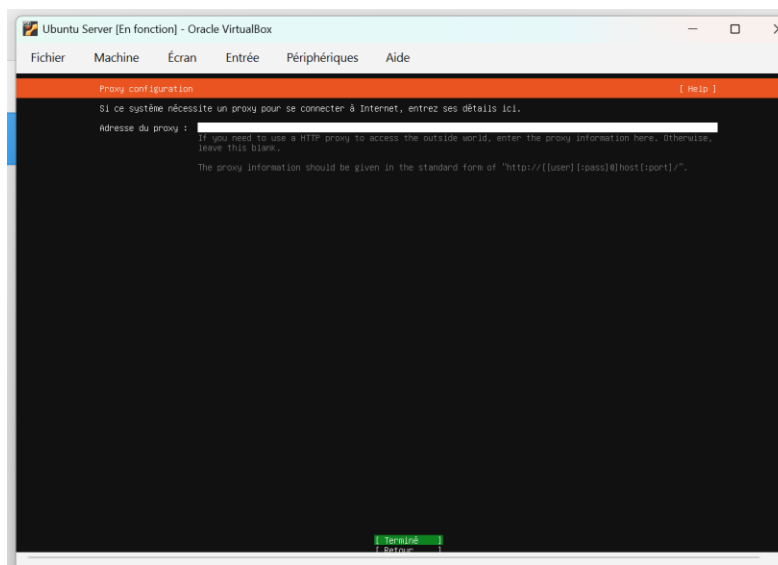 Ubuntu Server [En fonction] - Oracle VirtualBox
Fichier Machine Écran Entrée Périphériques Aide
Proxy configuration [ Help ]
Si ce système nécessite un proxy pour se connecter à Internet, entrez ses détails ici.
Adresse du proxy :
If you need to use a HTTP proxy to access the outside world, enter the proxy information here. Otherwise,
leave this blank.
The proxy information should be given in the standard form of "http://[[user][:pass]@]host[:port]/".
[ Terminé ]
[ Retour ]